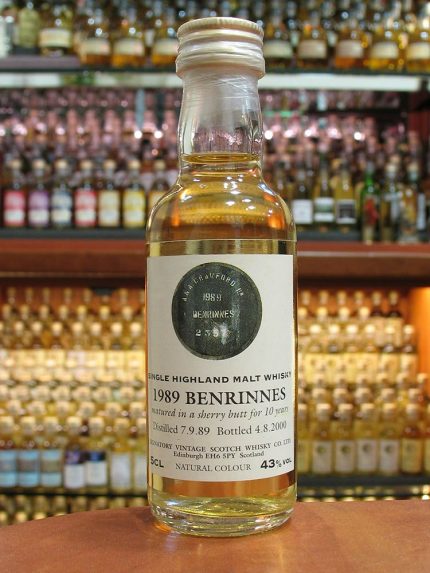 A & A CRAWFORD Ltd
1989
BENRINNES
SINGLE HIGHLAND MALT WHISKY
1989 BENRINNES
matured in a sherry butt for 10 years
Distilled 7.9.89 Bottled 4.8.2000
SIGNATORY VINTAGE SCOTCH WHISKY CO. LTD.
Edinburgh EH6 5PY Scotland
5CL NATURAL COLOUR 43%VOL